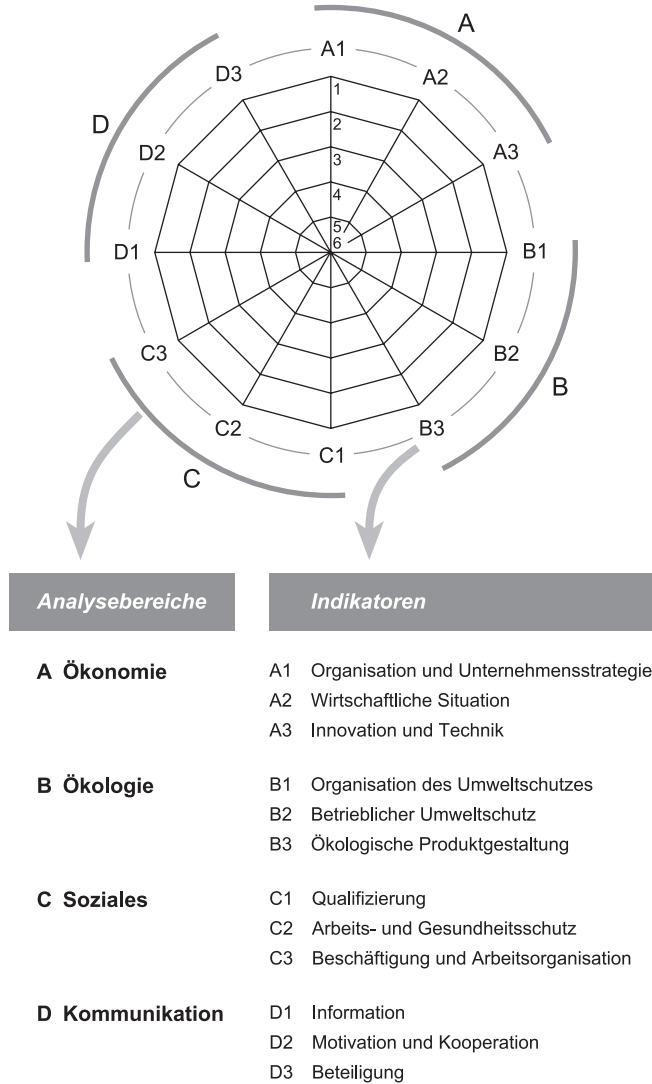 A
A1
D3
A2
1
D
2
D2
3
A3
4
5
6
D1
B1
C3
B2
B
C2
B3
C1
C
Analysebereiche
Indikatoren
A Ökonomie
A1 Organisation und Unternehmensstrategie
A2 Wirtschaftliche Situation
A3 Innovation und Technik
B Ökologie
B1 Organisation des Umweltschutzes
B2 Betrieblicher Umweltschutz
B3 Ökologische Produktgestaltung
C Soziales
C1 Qualifizierung
C2 Arbeits- und Gesundheitsschutz
C3 Beschäftigung und Arbeitsorganisation
D Kommunikation
D1 Information
D2 Motivation und Kooperation
D3 Beteiligung